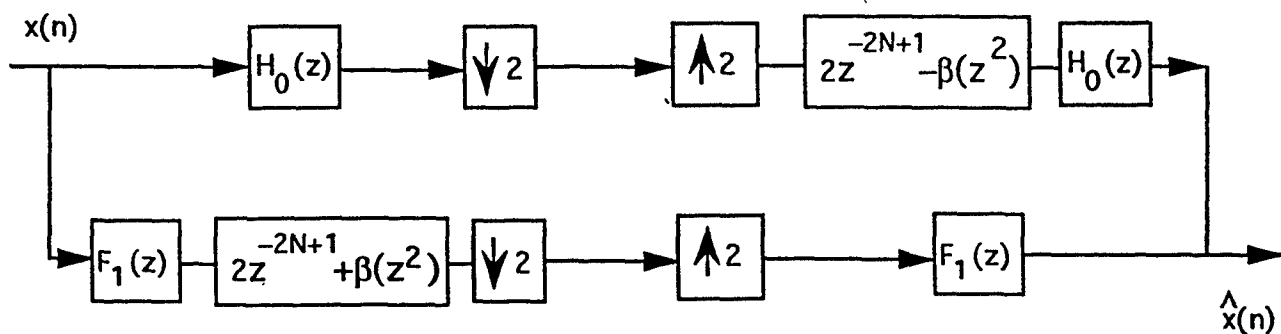 x(n)
H₀(z)
2
2
2z⁻²ᴺ⁺¹ -β(z²)
H₀(z)
F₁(z)
2z⁻²ᴺ⁺¹ +β(z²)
2
2
F₁(z)
x̂(n)